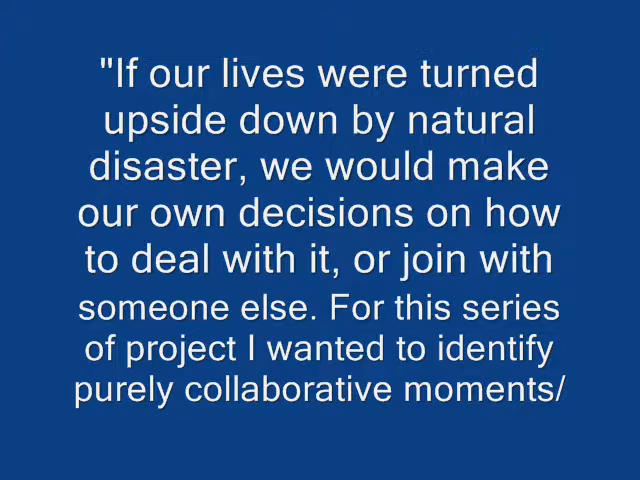 "If our lives were turned
upside down by natural
disaster, we would make
our own decisions on how
to deal with it, or join with
someone else. For this series
of project I wanted to identify
purely collaborative moments/